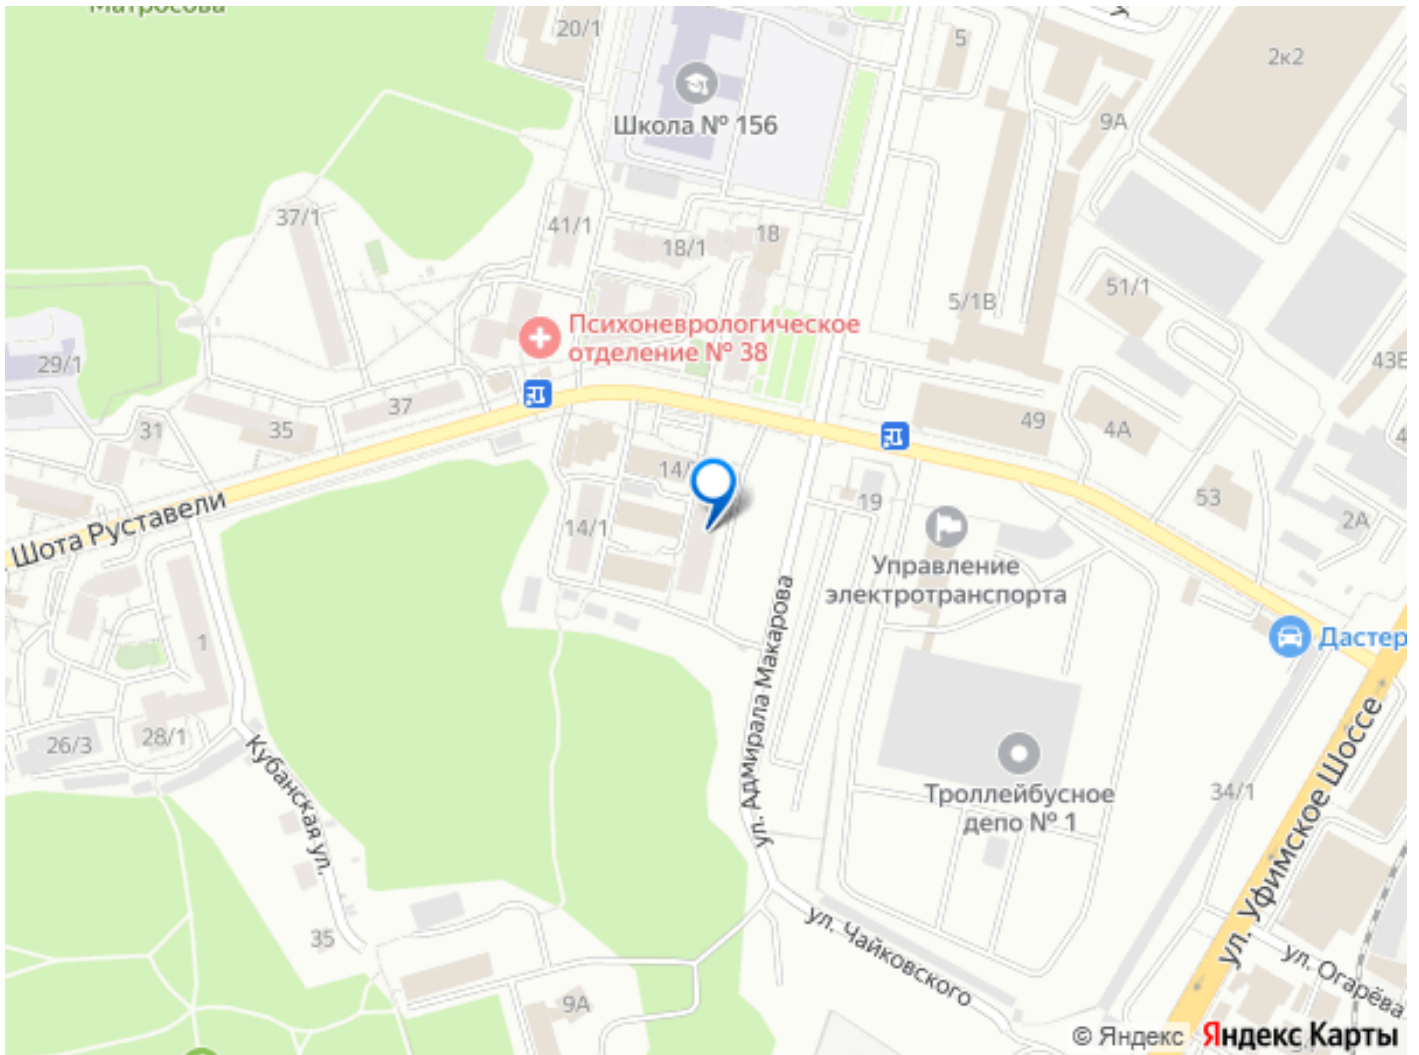 Матросова
20/1
5
2к2
Школа № 156
9А
37/1
41/1
18
18/1
51/1
5/1В
Психоневрологическое
отделение № 38
29/1
43Б
37
31
35
49
4А
14/
53
19
2А
14/1
Шота Руставели
Управление
электротранспорта
Дастер
1
ул. Адмирала Макарова
26/3
28/1
Кубанская ул.
Троллейбусное
депо № 1
34/1
ул. Уфимское Шоссе
35
ул. Чайковского
9А
ул. Огарёва
© Яндекс Яндекс Карты